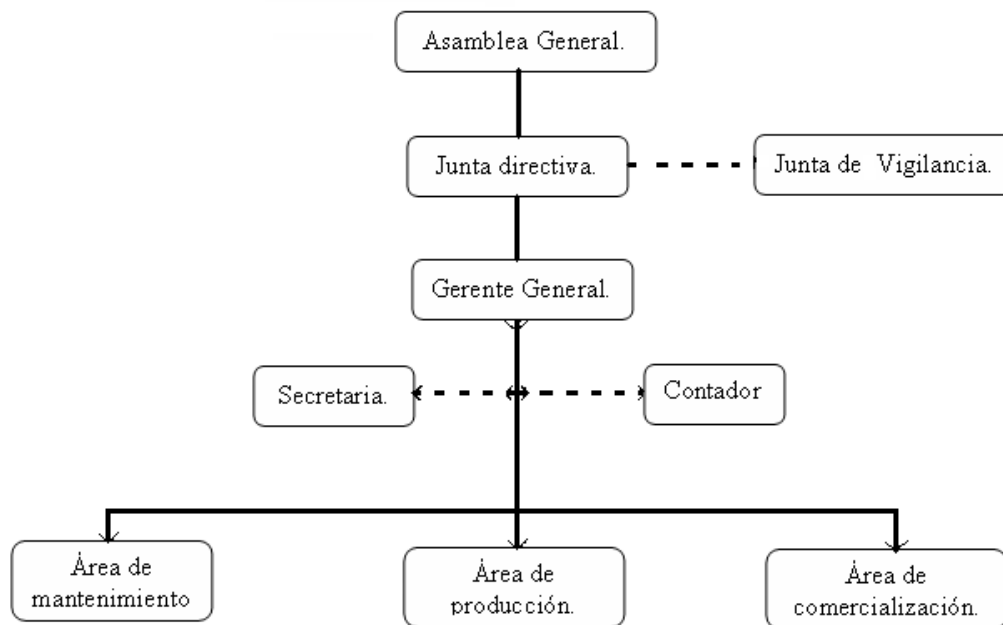 Asamblea General.
Junta directiva.
Junta de Vigilancia.
Gerente General.
Secretaria.
Contador
Área de
mantenimiento
Área de
producción.
Área de
comercialización.